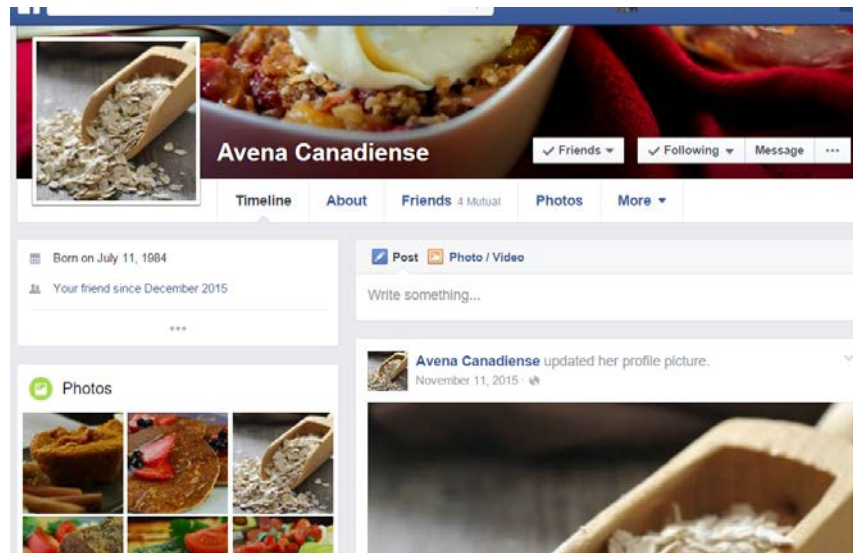 Avena Canadiense
Friends
Following
Message
Timeline
About
Friends 4 Mutual
Photos
More
Born on July 11, 1984
Your friend since December 2015
Photos
Post
Photo / Video
Write something...
Avena Canadiense updated her profile picture.
November 11, 2015